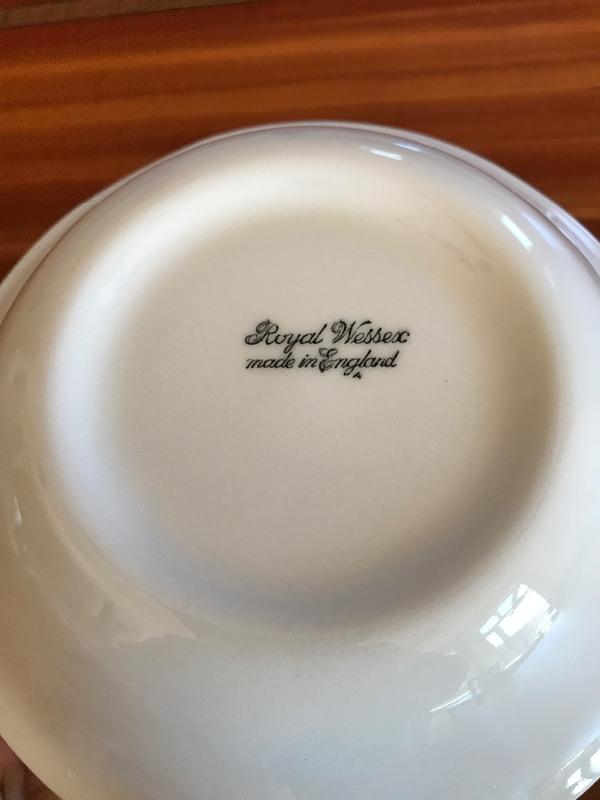 Royal Wessex
made in England
A